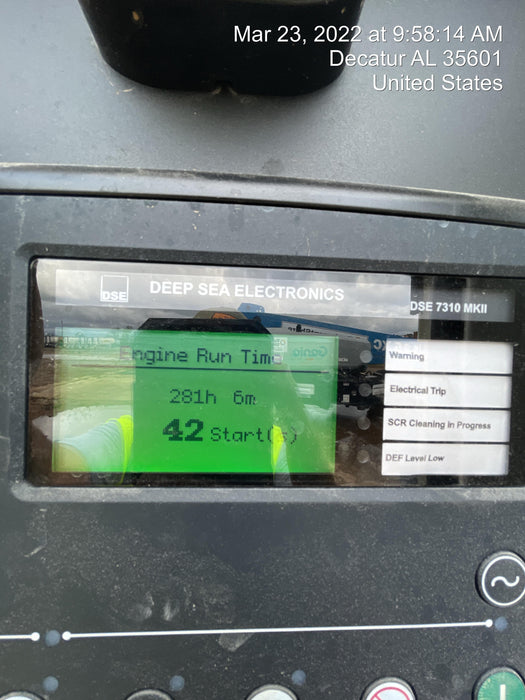 Mar 23, 2022 at 9:58:14 AM
Decatur AL 35601
United States
DSE DEEP SEA ELECTRONICS
DSE 7310 MKII
Engine Run Time
281h 6m
42 Start(s)
Warning
Electrical Trip
SCR Cleaning in Progress
DEF Level Low
Genie